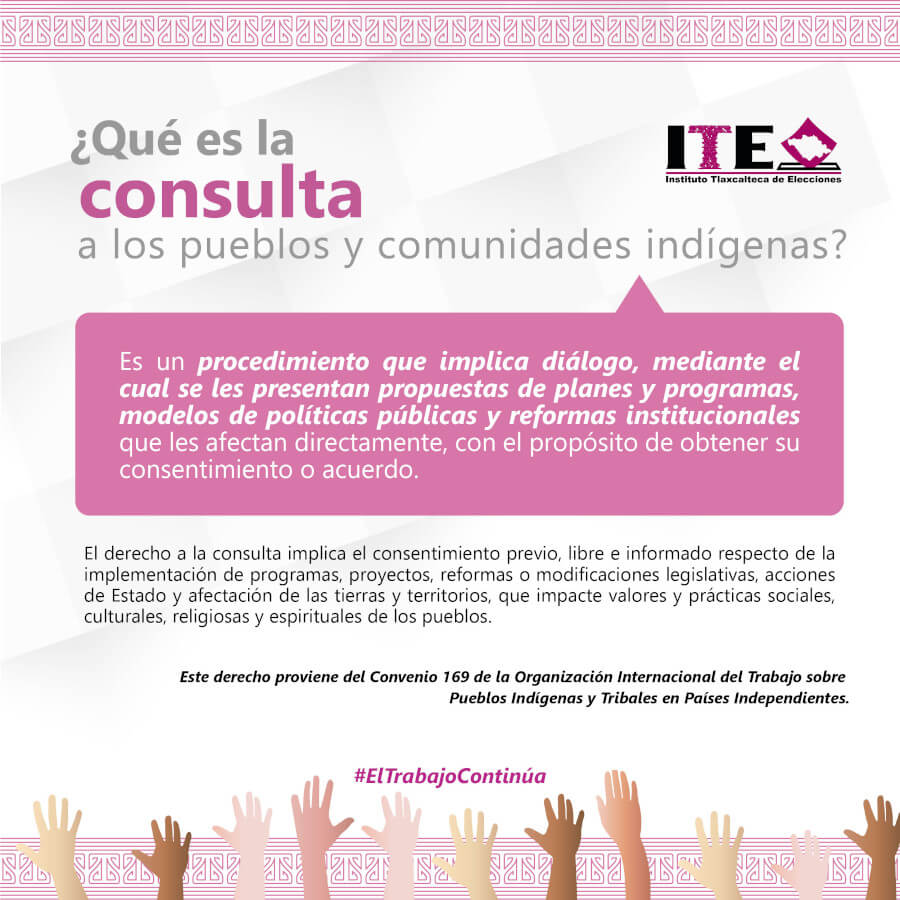 ¿Qué es la
consulta
a los pueblos y comunidades indígenas?
ITE
Instituto Tlaxcalteca de Elecciones
Es un procedimiento que implica diálogo, mediante el
cual se les presentan propuestas de planes y programas,
modelos de políticas públicas y reformas institucionales
que les afectan directamente, con el propósito de obtener su
consentimiento o acuerdo.
El derecho a la consulta implica el consentimiento previo, libre e informado respecto de la
implementación de programas, proyectos, reformas o modificaciones legislativas, acciones
de Estado y afectación de las tierras y territorios, que impacte valores y prácticas sociales,
culturales, religiosas y espirituales de los pueblos.
Este derecho proviene del Convenio 169 de la Organización Internacional del Trabajo sobre
Pueblos Indígenas y Tribales en Países Independientes.
#ElTrabajoContinúa